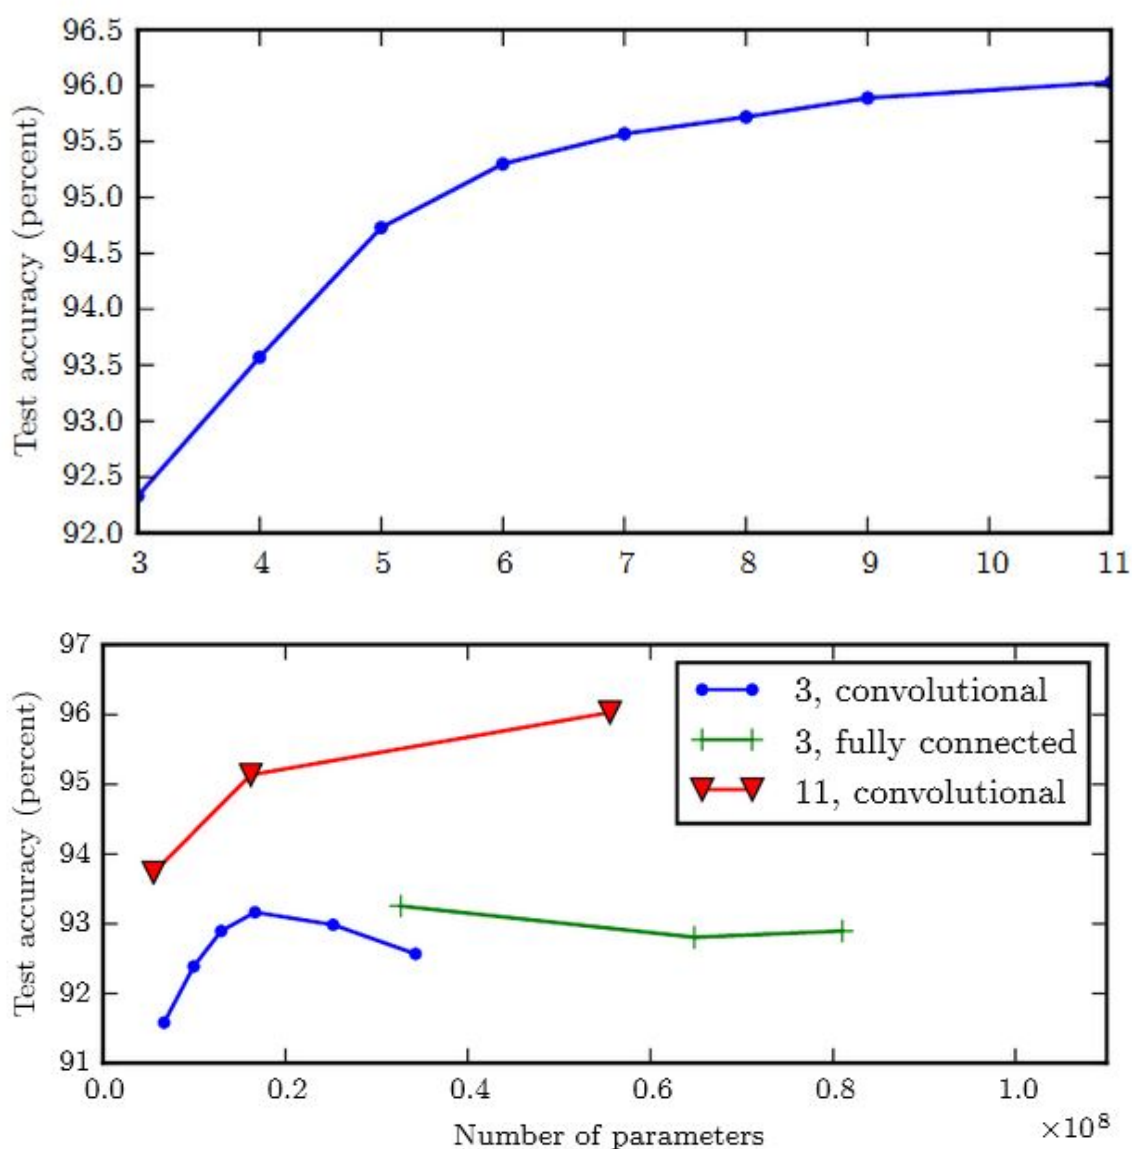 96.5
96.0
95.5
95.0
94.5
94.0
93.5
93.0
92.5
92.0
Test accuracy (percent)
3 4 5 6 7 8 9 10 11
97
96
95
94
93
92
91
Test accuracy (percent)
3, convolutional
3, fully connected
11, convolutional
0.0 0.2 0.4 0.6 0.8 1.0
×10⁸
Number of parameters